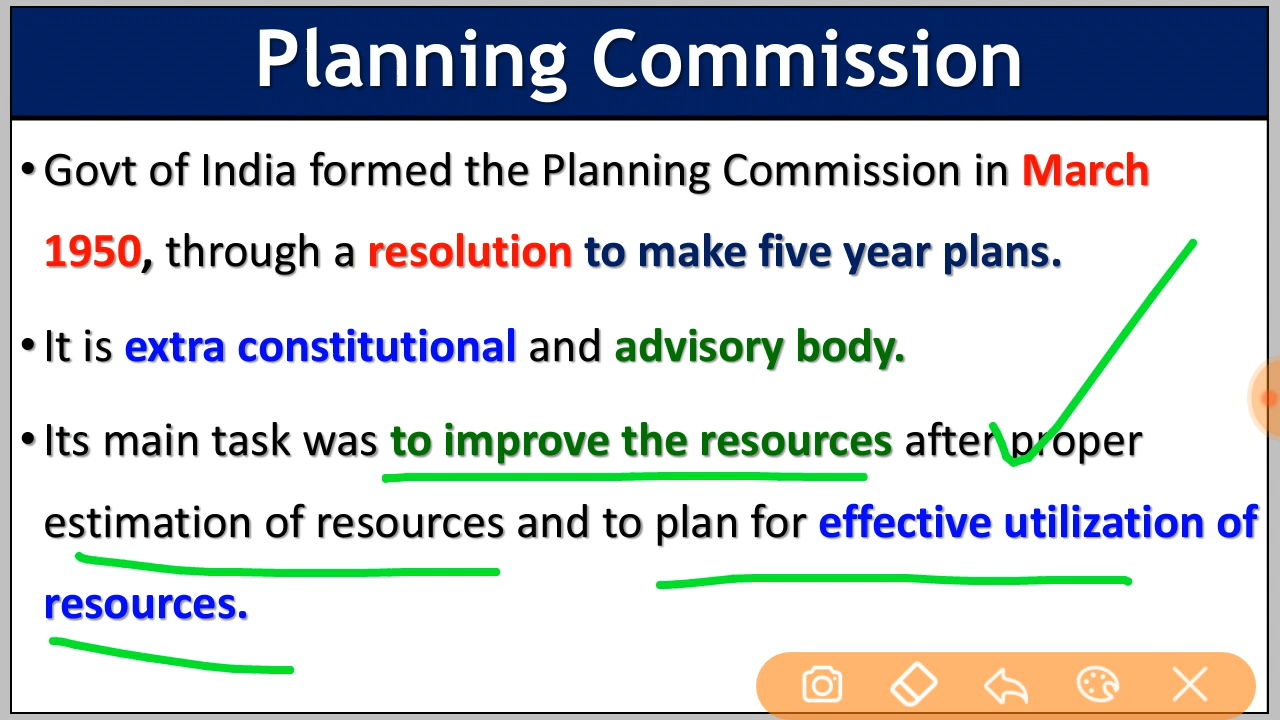 Planning Commission
• Govt of India formed the Planning Commission in March
1950, through a resolution to make five year plans.
• It is extra constitutional and advisory body.
• Its main task was to improve the resources after proper
estimation of resources and to plan for effective utilization of
resources.